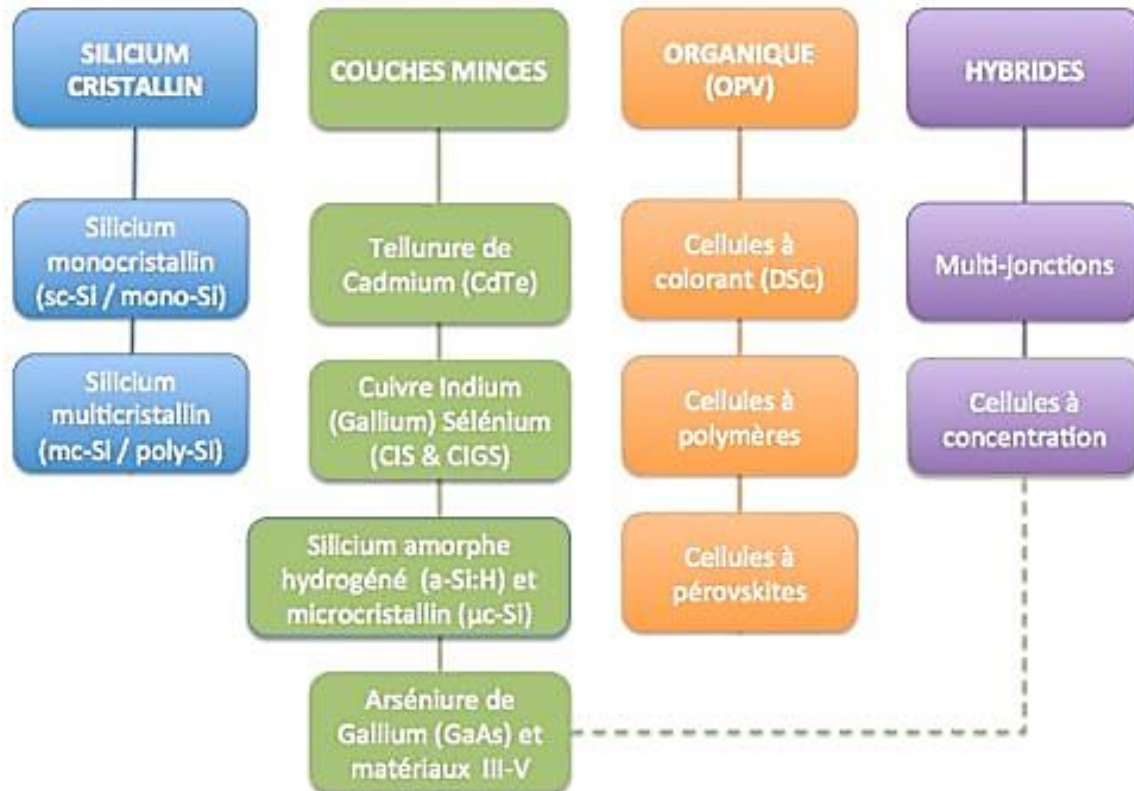 SILICIUM
CRISTALLIN
Silicium
monocristallin
(sc-Si / mono-Si)
Silicium
multicristallin
(mc-Si / poly-Si)
COUCHES MINCES
Tellurure de
Cadmium (CdTe)
Cuivre Indium
(Gallium) Sélénium
(CIS & CIGS)
Silicium amorphe
hydrogéné (a-Si:H) et
microcristallin (µc-Si)
Arséniure de
Gallium (GaAs) et
matériaux III-V
ORGANIQUE
(OPV)
Cellules à
colorant (DSC)
Cellules à
polymères
Cellules à
pérovskites
HYBRIDES
Multi-jonctions
Cellules à
concentration